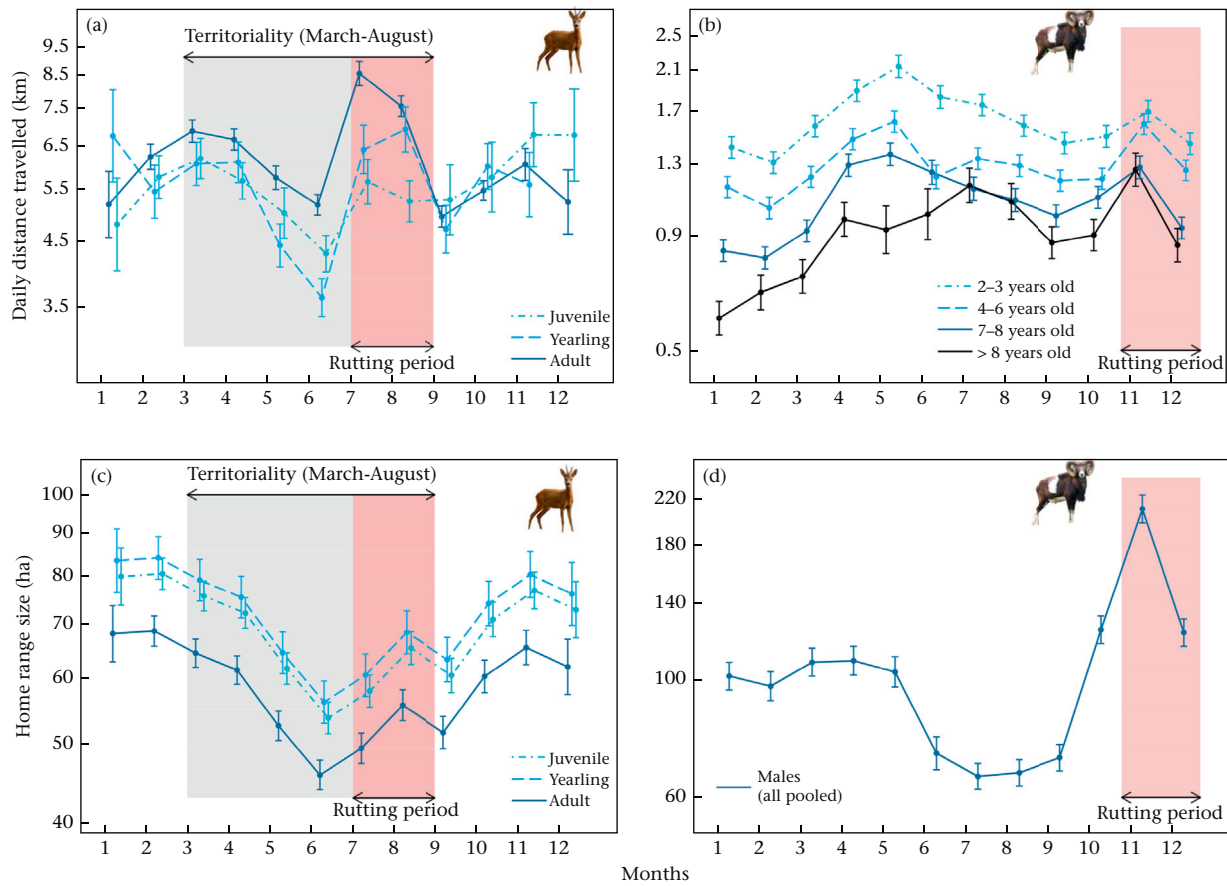 (a)
Territoriality (March-August)
9.5
8.5
7.5
6.5
5.5
4.5
3.5
Daily distance travelled (km)
Juvenile
Yearling
Adult
Rutting period
1 2 3 4 5 6 7 8 9 10 11 12
(b)
2.5
2.1
1.7
1.3
0.9
0.5
2–3 years old
4–6 years old
7–8 years old
> 8 years old
Rutting period
1 2 3 4 5 6 7 8 9 10 11 12
(c)
Territoriality (March-August)
100
90
80
70
60
50
40
Home range size (ha)
Juvenile
Yearling
Adult
Rutting period
1 2 3 4 5 6 7 8 9 10 11 12
(d)
220
180
140
100
60
Males
(all pooled)
Rutting period
1 2 3 4 5 6 7 8 9 10 11 12
Months